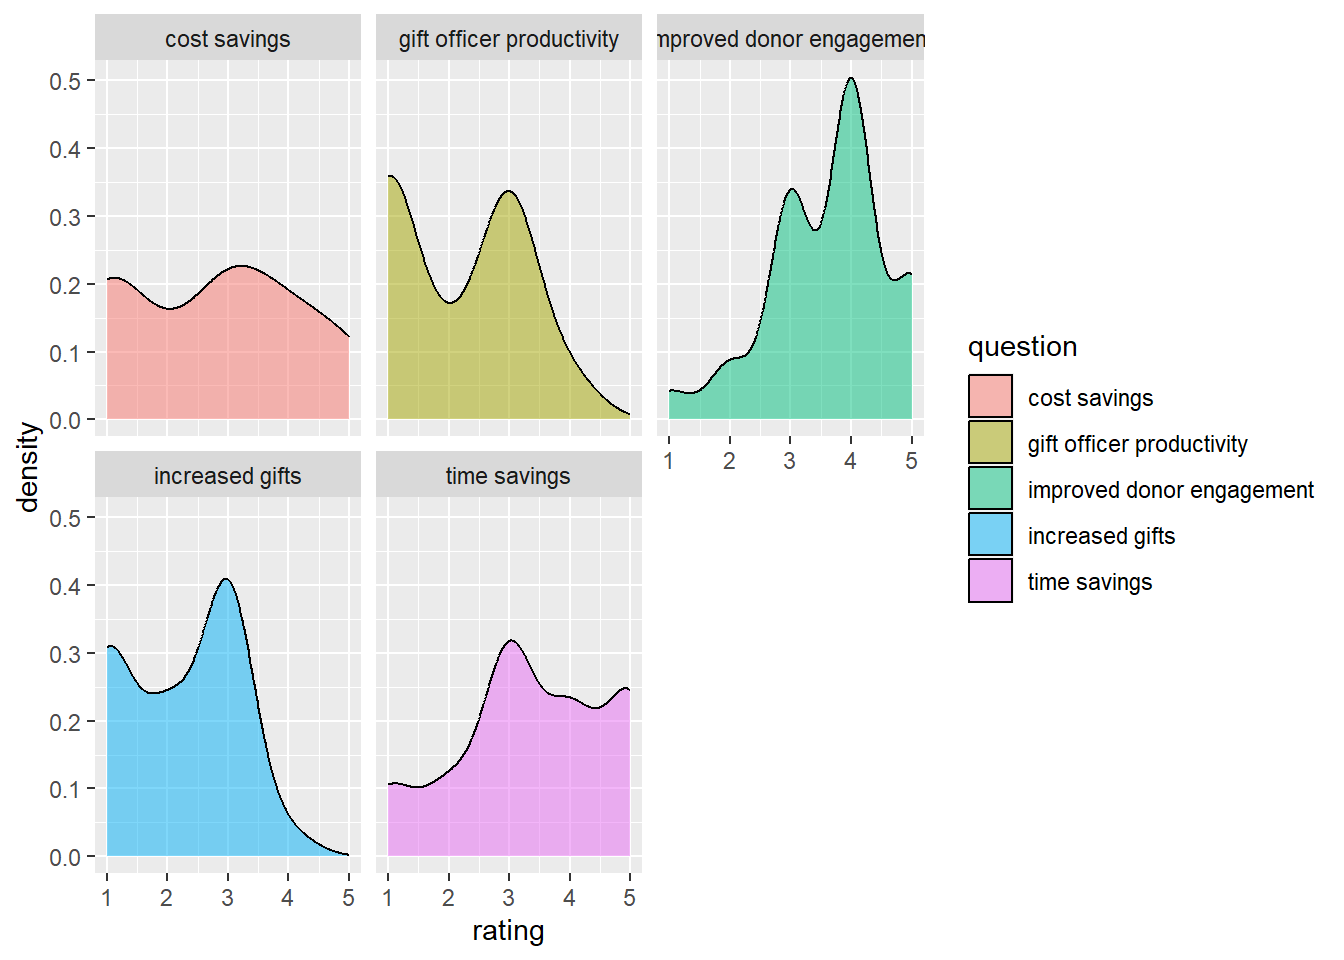 cost savings
gift officer productivity
mproved donor engagemen
0.5
0.4
0.3
0.2
0.1
0.0
1 2 3 4 5
density
increased gifts
time savings
0.5
0.4
0.3
0.2
0.1
0.0
1 2 3 4 5
1 2 3 4 5
rating
question
cost savings
gift officer productivity
improved donor engagement
increased gifts
time savings